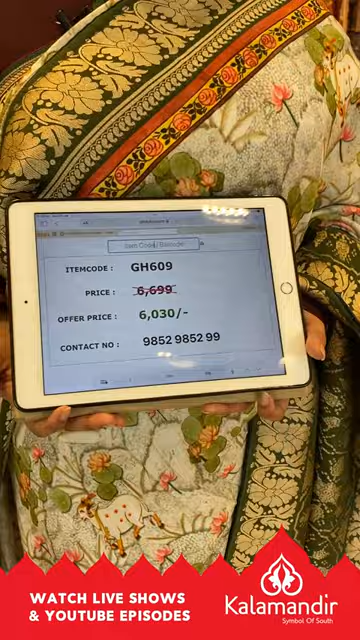 Item Code/ Barcode
ITEMCODE : GH609
PRICE : 6,699
OFFER PRICE : 6,030/-
CONTACT NO : 9852 9852 99
WATCH LIVE SHOWS
& YOUTUBE EPISODES
Kalamandir
Symbol Of South